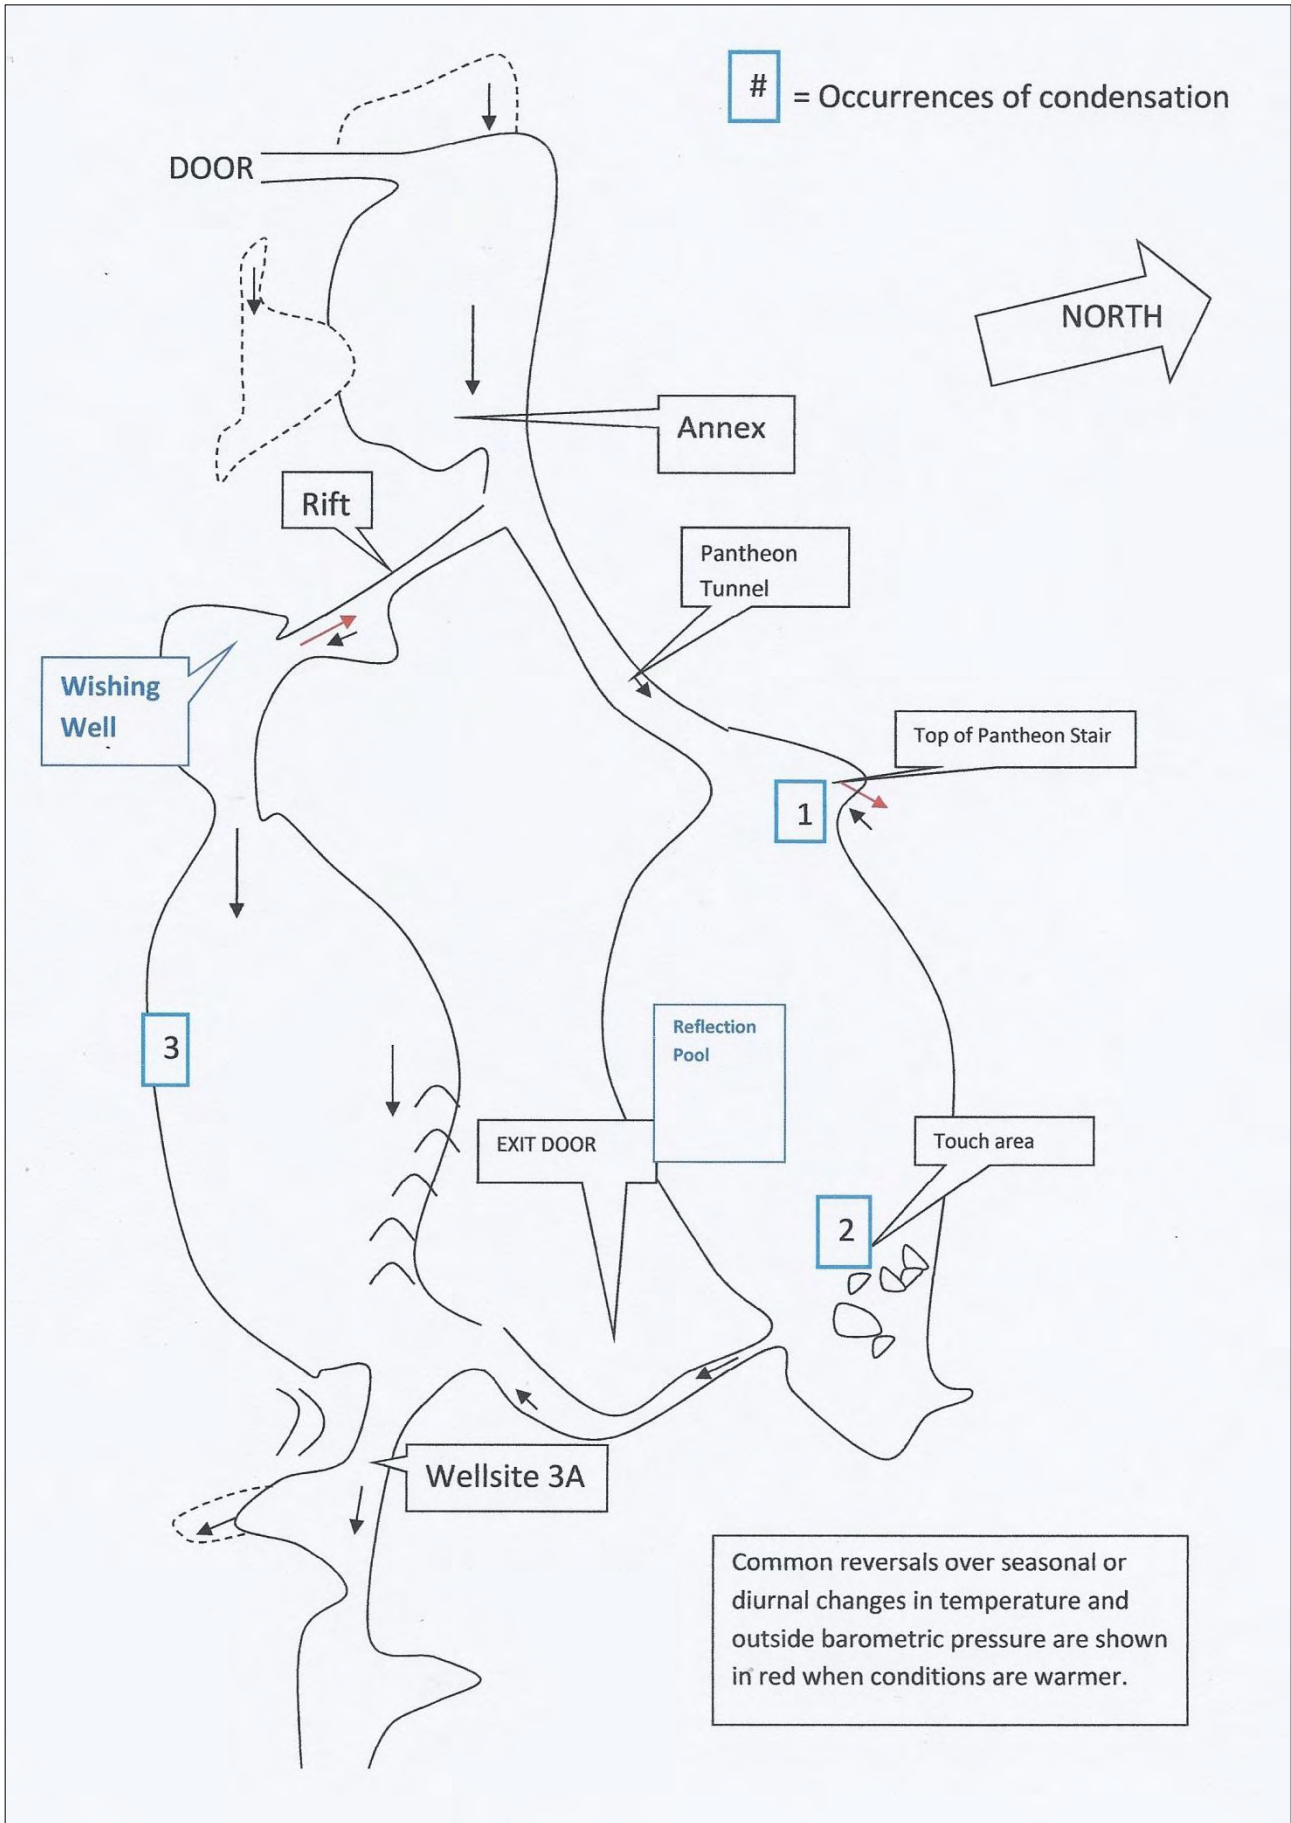 # = Occurrences of condensation
DOOR
NORTH
Annex
Rift
Pantheon
Tunnel
Wishing
Well
Top of Pantheon Stair
1
3
Reflection
Pool
EXIT DOOR
Touch area
2
Wellsite 3A
Common reversals over seasonal or
diurnal changes in temperature and
outside barometric pressure are shown
in red when conditions are warmer.